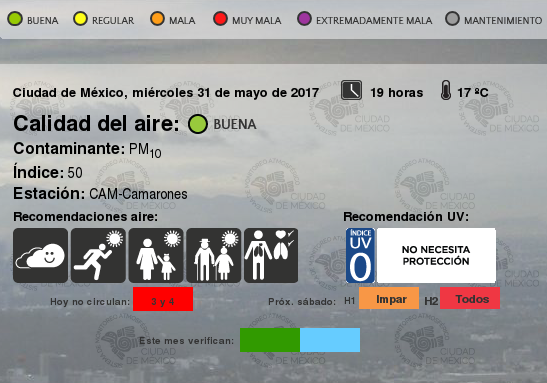 BUENA REGULAR MALA MUY MALA EXTREMADAMENTE MALA MANTENIMIENTO
Ciudad de México, miércoles 31 de mayo de 2017 19 horas 17 ºC
Calidad del aire: BUENA
Contaminante: PM10
Índice: 50
Estación: CAM-Camarones
Recomendaciones aire: Recomendación UV:
ÍNDICE
UV
0
NO NECESITA
PROTECCIÓN
Hoy no circulan: 3 y 4 Próx. sábado: H1 Impar H2 Todos
Este mes verifican:
CIUDAD
DE MÉXICO